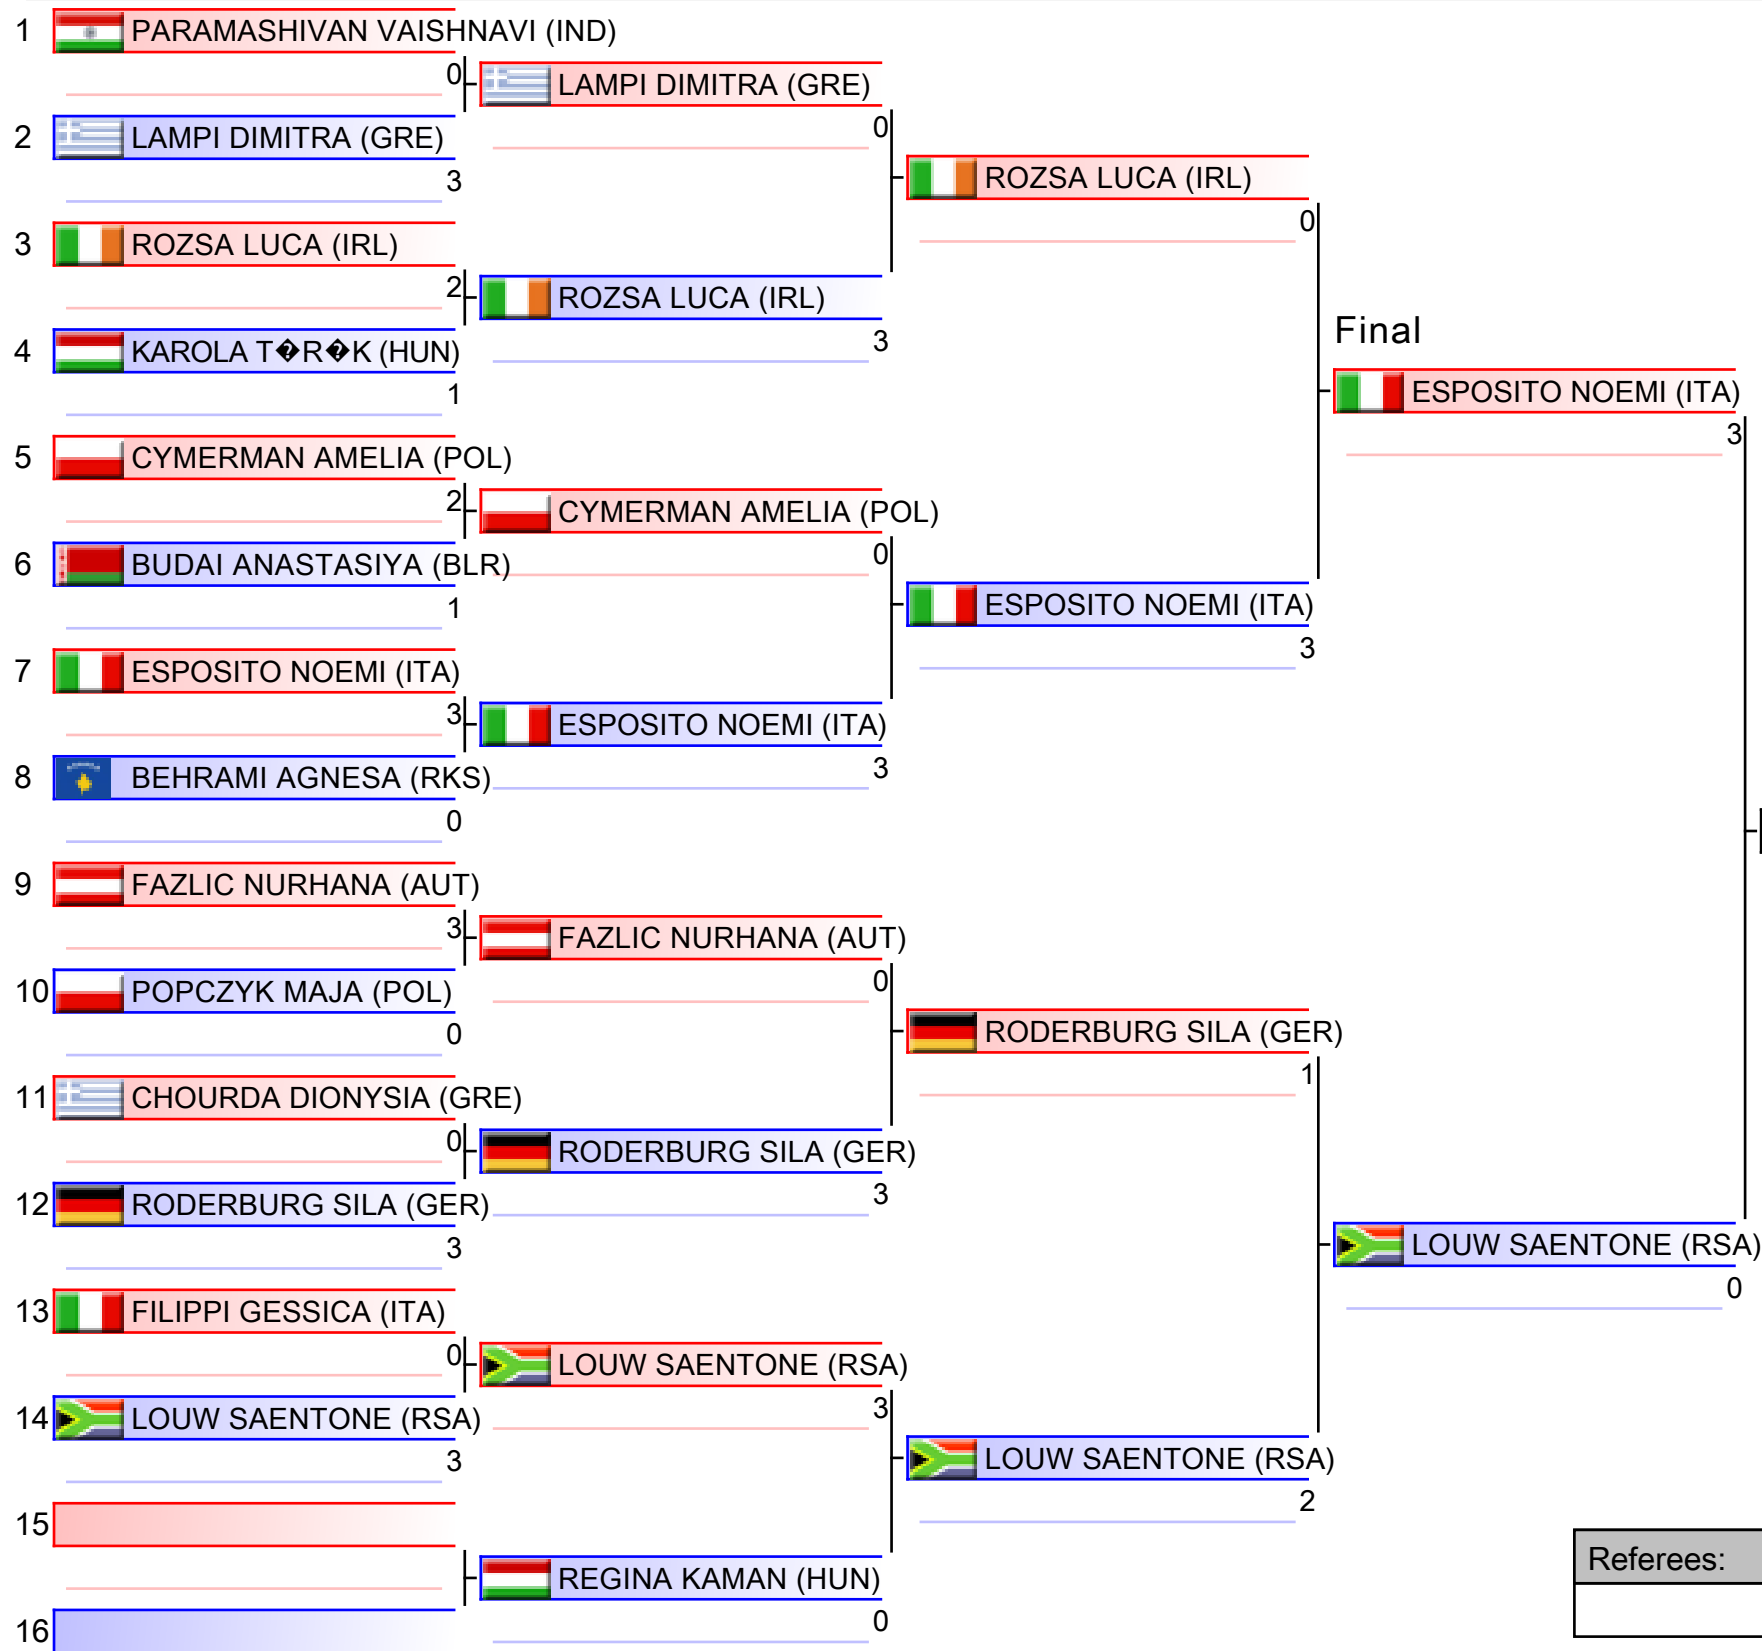 1 PARAMASHIVAN VAISHNAVI (IND)
0
LAMPI DIMITRA (GRE)
0
2 LAMPI DIMITRA (GRE)
3
ROZSA LUCA (IRL)
0
3 ROZSA LUCA (IRL)
2
ROZSA LUCA (IRL)
3
4 KAROLA T�R�K (HUN)
1
Final
ESPOSITO NOEMI (ITA)
3
5 CYMERMAN AMELIA (POL)
2
CYMERMAN AMELIA (POL)
0
6 BUDAI ANASTASIYA (BLR)
1
ESPOSITO NOEMI (ITA)
3
7 ESPOSITO NOEMI (ITA)
3
ESPOSITO NOEMI (ITA)
3
8 BEHRAMI AGNESA (RKS)
0
9 FAZLIC NURHANA (AUT)
3
FAZLIC NURHANA (AUT)
0
10 POPCZYK MAJA (POL)
0
RODERBURG SILA (GER)
1
11 CHOURDA DIONYSIA (GRE)
0
RODERBURG SILA (GER)
3
12 RODERBURG SILA (GER)
3
LOUW SAENTONE (RSA)
0
13 FILIPPI GESSICA (ITA)
0
LOUW SAENTONE (RSA)
3
14 LOUW SAENTONE (RSA)
3
LOUW SAENTONE (RSA)
2
15
REGINA KAMAN (HUN)
0
16
Referees: